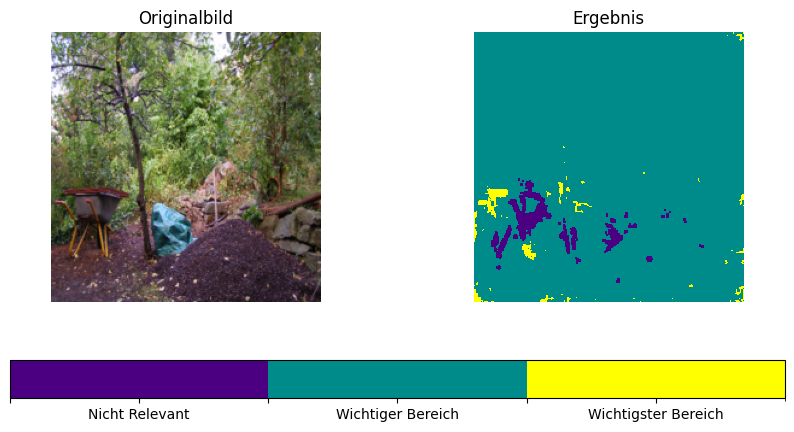 Originalbild
Ergebnis
Nicht Relevant
Wichtiger Bereich
Wichtigster Bereich